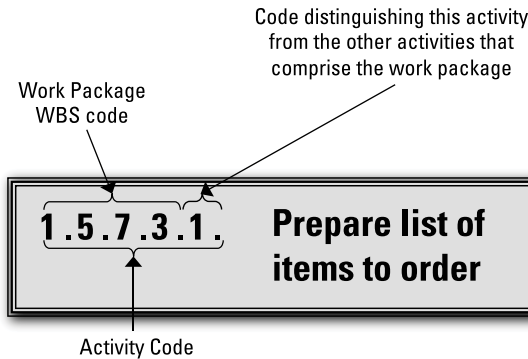 Code distinguishing this activity
from the other activities that
comprise the work package
Work Package
WBS code
1.5.7.3.1.
Prepare list of
items to order
Activity Code